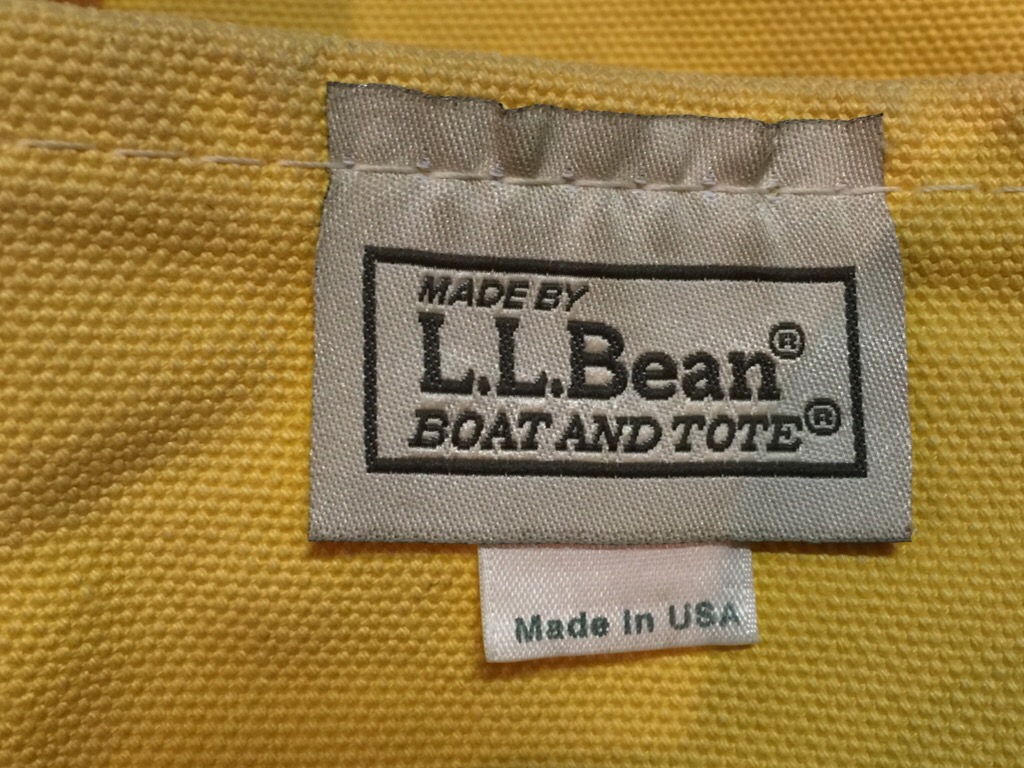 MADE BY
L.L.Bean®
BOAT AND TOTE®
Made In USA